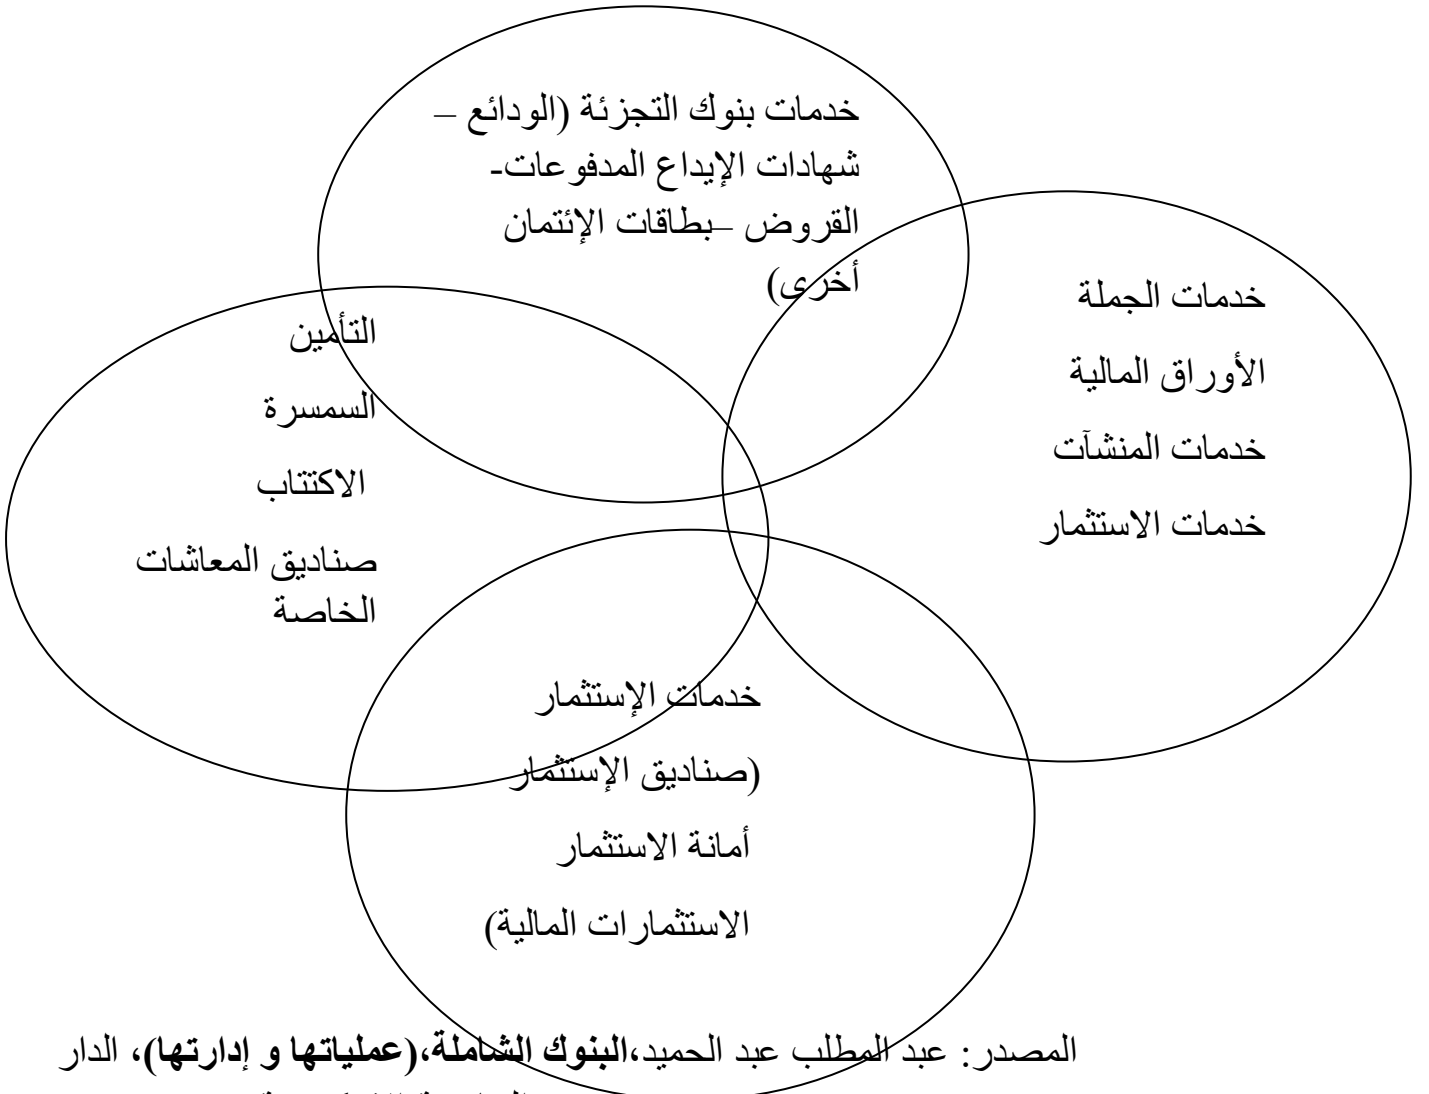 خدمات بنوك التجزئة (الودائع –
شهادات الإيداع المدفوعات-
القروض –بطاقات الإئتمان
أخرى)
خدمات الجملة
الأوراق المالية
خدمات المنشآت
خدمات الاستثمار
التأمين
السمسرة
الاكتتاب
صناديق المعاشات
الخاصة
خدمات الإستثمار
(صناديق الإستثمار
أمانة الاستثمار
الاستثمارات المالية)
المصدر: عبد المطلب عبد الحميد،البنوك الشاملة،(عملياتها و إدارتها)، الدار